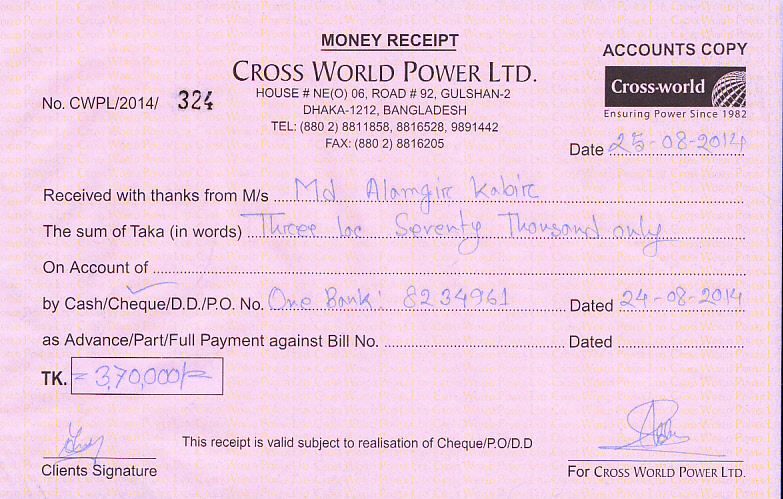 MONEY RECEIPT
ACCOUNTS COPY
CROSS WORLD POWER LTD.
Cross-world
Ensuring Power Since 1982
No. CWPL/2014/ 324
HOUSE # NE(O) 06, ROAD # 92, GULSHAN-2
DHAKA-1212, BANGLADESH
TEL: (880 2) 8811858, 8816528, 9891442
FAX: (880 2) 8816205
Date 25-08-2014
Received with thanks from M/s Md Alamgir Kabir
The sum of Taka (in words) Three lac Seventy Thousand only
On Account of
by Cash/Cheque/D.D./P.O. No. One Bank: 8234961 Dated 24-08-2014
as Advance/Part/Full Payment against Bill No. Dated
TK. = 3,70,000/=
This receipt is valid subject to realisation of Cheque/P.O/D.D
Clients Signature
For CROSS WORLD POWER LTD.